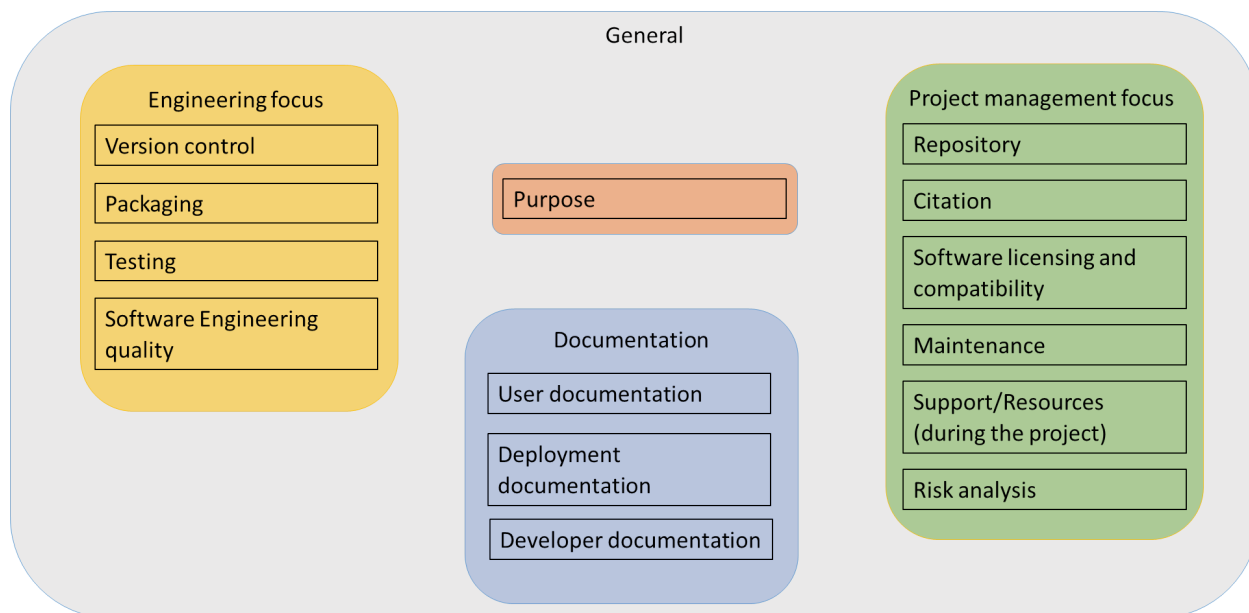 General
Engineering focus
Version control
Packaging
Testing
Software Engineering
quality
Purpose
Documentation
User documentation
Deployment
documentation
Developer documentation
Project management focus
Repository
Citation
Software licensing and
compatibility
Maintenance
Support/Resources
(during the project)
Risk analysis